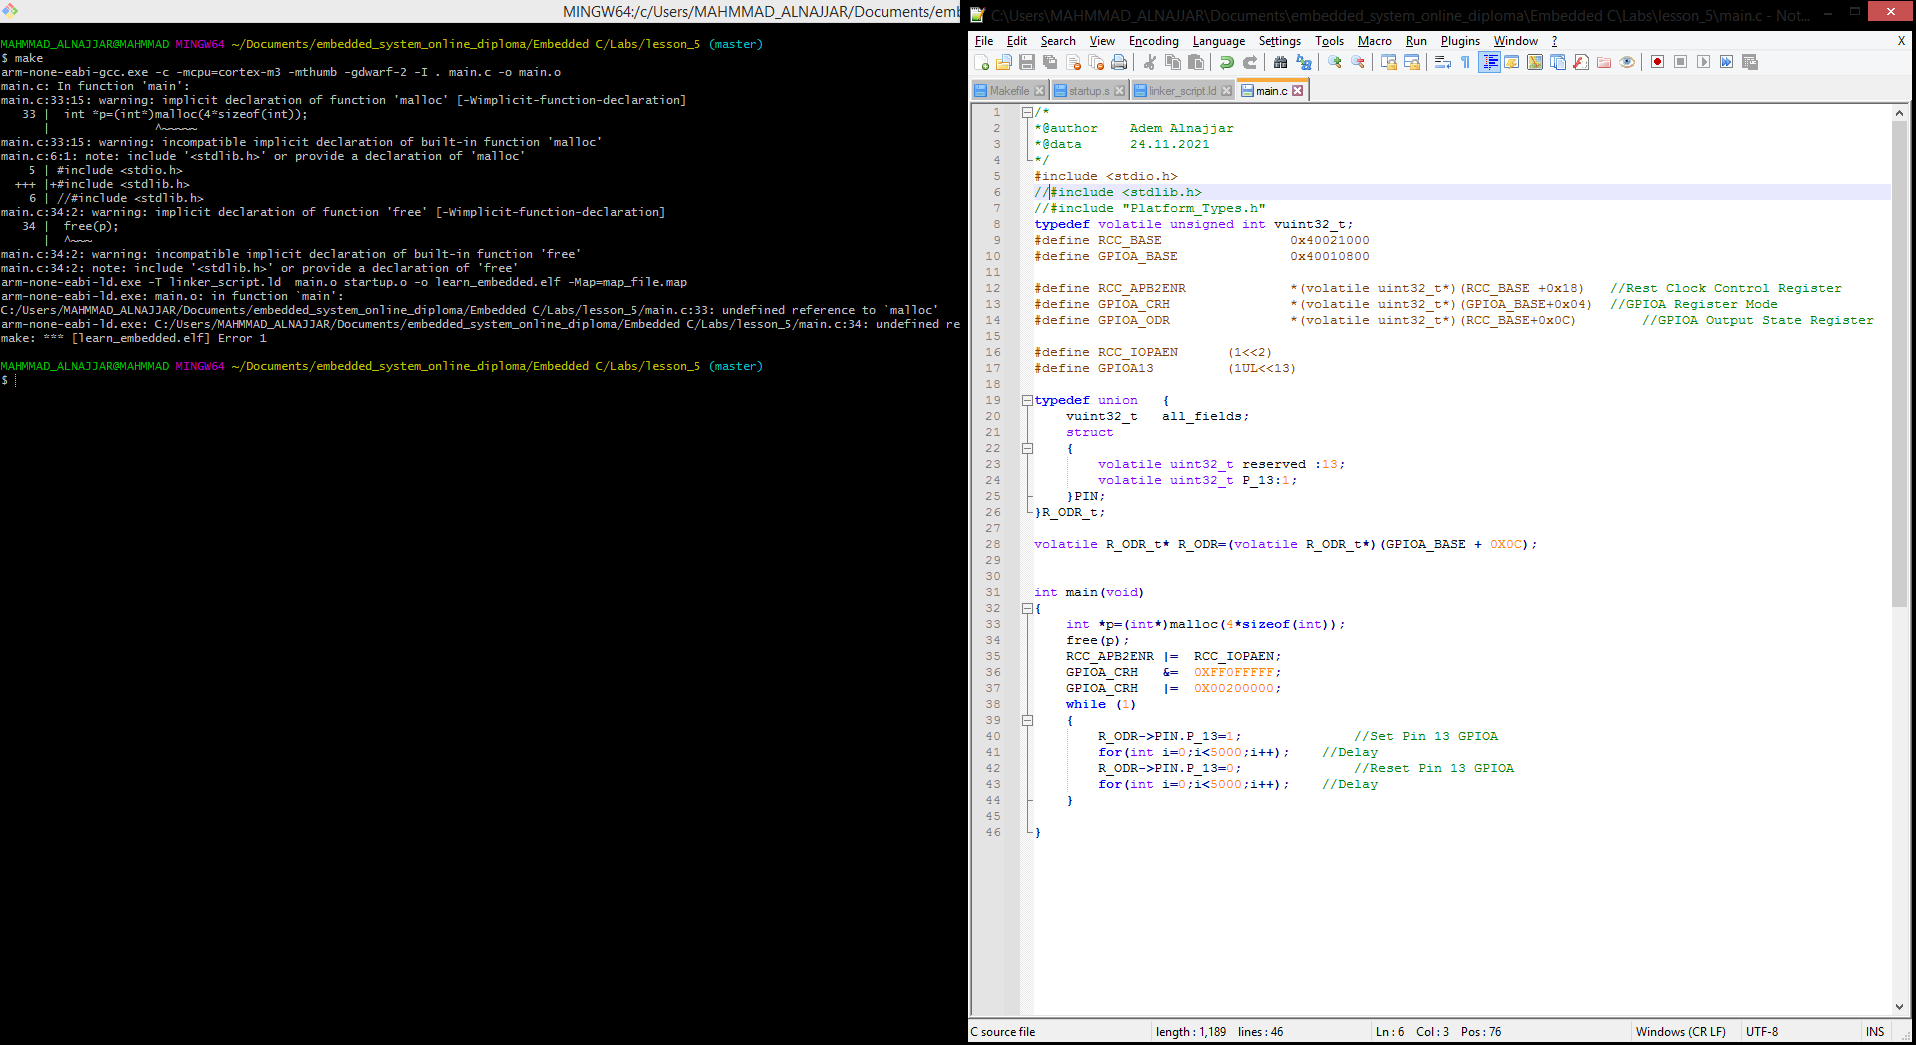 MINGW64:/c/Users/MAHMMAD_ALNAJJAR/Documents/emb
MAHMMAD_ALNAJJAR@MAHMMAD MINGW64 ~/Documents/embedded_system_online_diploma/Embedded C/Labs/lesson_5 (master)
$ make
arm-none-eabi-gcc.exe -c -mcpu=cortex-m3 -mthumb -gdwarf-2 -I . main.c -o main.o
main.c: In function 'main':
main.c:33:15: warning: implicit declaration of function 'malloc' [-Wimplicit-function-declaration]
   33 |  int *p=(int*)malloc(4*sizeof(int));
      |               ^~~~~~
main.c:33:15: warning: incompatible implicit declaration of built-in function 'malloc'
main.c:6:1: note: include '<stdlib.h>' or provide a declaration of 'malloc'
    5 | #include <stdio.h>
  +++ |+#include <stdlib.h>
    6 | //#include <stdlib.h>
main.c:34:2: warning: implicit declaration of function 'free' [-Wimplicit-function-declaration]
   34 |  free(p);
      |  ^~~~
main.c:34:2: warning: incompatible implicit declaration of built-in function 'free'
main.c:34:2: note: include '<stdlib.h>' or provide a declaration of 'free'
arm-none-eabi-ld.exe -T linker_script.ld  main.o startup.o -o learn_embedded.elf -Map=map_file.map
arm-none-eabi-ld.exe: main.o: in function `main':
C:/Users/MAHMMAD_ALNAJJAR/Documents/embedded_system_online_diploma/Embedded C/Labs/lesson_5/main.c:33: undefined reference to `malloc'
arm-none-eabi-ld.exe: C:/Users/MAHMMAD_ALNAJJAR/Documents/embedded_system_online_diploma/Embedded C/Labs/lesson_5/main.c:34: undefined re
make: *** [learn_embedded.elf] Error 1
MAHMMAD_ALNAJJAR@MAHMMAD MINGW64 ~/Documents/embedded_system_online_diploma/Embedded C/Labs/lesson_5 (master)
$
C:\Users\MAHMMAD_ALNAJJAR\Documents\embedded_system_online_diploma\Embedded C\Labs\lesson_5\main.c - Not...
File Edit Search View Encoding Language Settings Tools Macro Run Plugins Window ? X
Makefile startup.s linker_script.ld main.c
1 /*
2 *@author    Adem Alnajjar
3 *@data      24.11.2021
4 */
5 #include <stdio.h>
6 //#include <stdlib.h>
7 //#include "Platform_Types.h"
8 typedef volatile unsigned int vuint32_t;
9 #define RCC_BASE                0x40021000
10 #define GPIOA_BASE              0x40010800
11
12 #define RCC_APB2ENR             *(volatile uint32_t*)(RCC_BASE +0x18)   //Rest Clock Control Register
13 #define GPIOA_CRH               *(volatile uint32_t*)(GPIOA_BASE+0x04)  //GPIOA Register Mode
14 #define GPIOA_ODR               *(volatile uint32_t*)(RCC_BASE+0x0C)        //GPIOA Output State Register
15
16 #define RCC_IOPAEN      (1<<2)
17 #define GPIOA13         (1UL<<13)
18
19 typedef union   {
20     vuint32_t   all_fields;
21     struct
22     {
23         volatile uint32_t reserved :13;
24         volatile uint32_t P_13:1;
25     }PIN;
26 }R_ODR_t;
27
28 volatile R_ODR_t* R_ODR=(volatile R_ODR_t*)(GPIOA_BASE + 0X0C);
29
30
31 int main(void)
32 {
33     int *p=(int*)malloc(4*sizeof(int));
34     free(p);
35     RCC_APB2ENR |=  RCC_IOPAEN;
36     GPIOA_CRH   &=  0XFF0FFFFF;
37     GPIOA_CRH   |=  0X00200000;
38     while (1)
39     {
40         R_ODR->PIN.P_13=1;              //Set Pin 13 GPIOA
41         for(int i=0;i<5000;i++);    //Delay
42         R_ODR->PIN.P_13=0;              //Reset Pin 13 GPIOA
43         for(int i=0;i<5000;i++);    //Delay
44     }
45
46 }
C source file length : 1,189 lines : 46 Ln : 6 Col : 3 Pos : 76 Windows (CR LF) UTF-8 INS